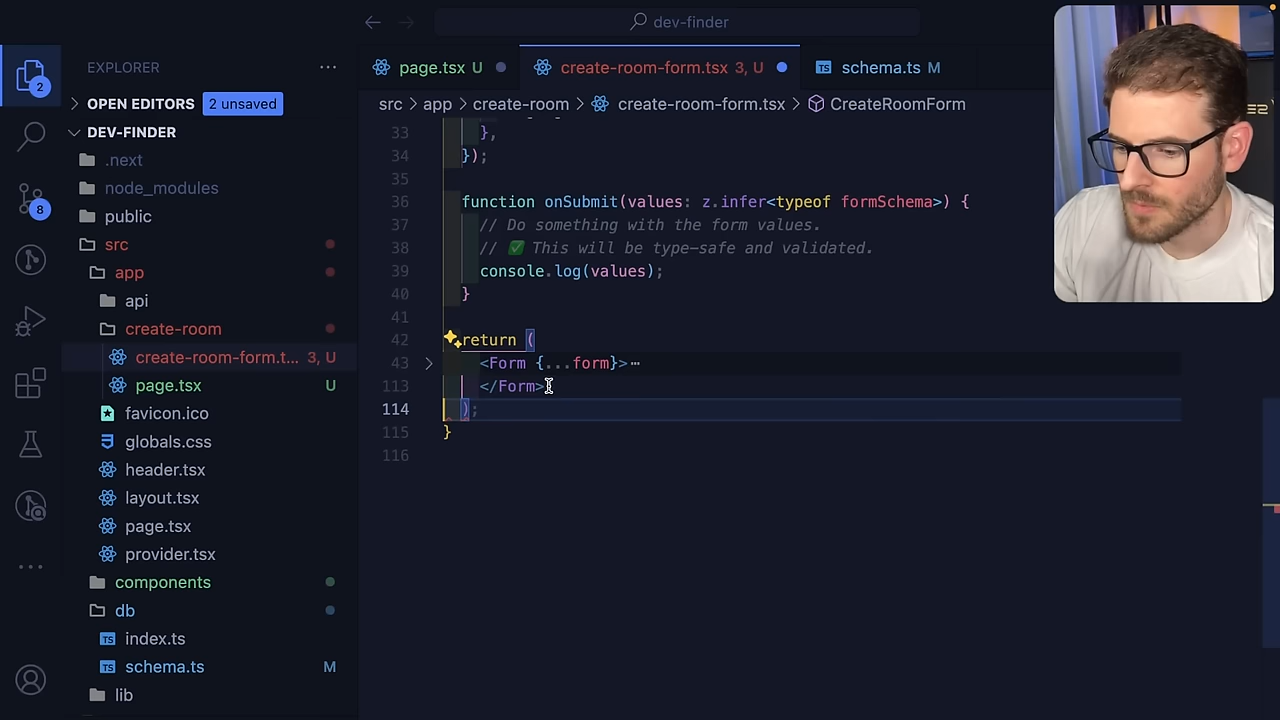 dev-finder
EXPLORER
OPEN EDITORS 2 unsaved
DEV-FINDER
.next
node_modules
public
src
app
api
create-room
create-room-form.t... 3, U
page.tsx U
favicon.ico
globals.css
header.tsx
layout.tsx
page.tsx
provider.tsx
components
db
index.ts
schema.ts M
lib
2
8
page.tsx U
create-room-form.tsx 3, U
schema.ts M
src > app > create-room > create-room-form.tsx > CreateRoomForm
33 },
34 });
35
36 function onSubmit(values: z.infer<typeof formSchema>) {
37 // Do something with the form values.
38 // ✅ This will be type-safe and validated.
39 console.log(values);
40 }
41
42 return (
43 <Form {...form}>⋯
113 </Form>
114 );
115 }
116